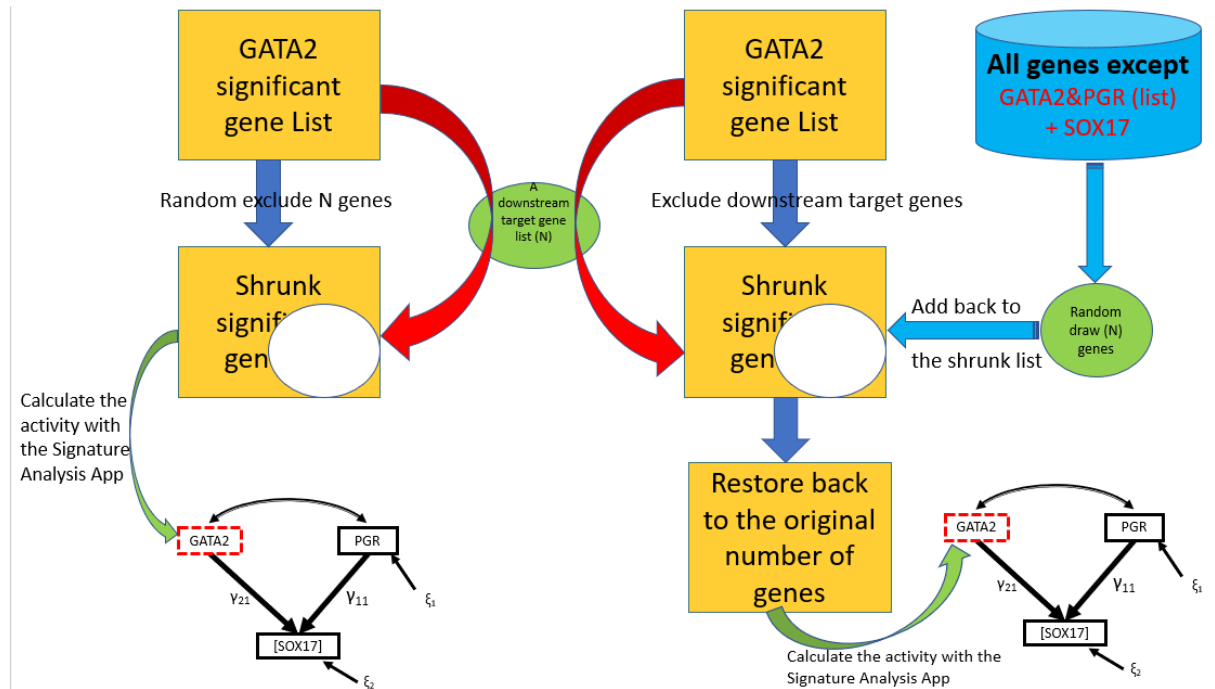 GATA2
significant
gene List
Random exclude N genes
Shrunk
significant
gen
Calculate the
activity with
the Signature
Analysis App
GATA2
PGR
γ21
γ11
ξ1
[SOX17]
ξ2
A
downstream
target gene
list (N)
GATA2
significant
gene List
Exclude downstream target genes
Shrunk
significant
gen
All genes except
GATA2&PGR (list)
+ SOX17
Random
draw (N)
genes
Add back to
the shrunk list
Restore back
to the original
number of
genes
Calculate the activity with the
Signature Analysis App
GATA2
PGR
γ21
γ11
ξ1
[SOX17]
ξ2